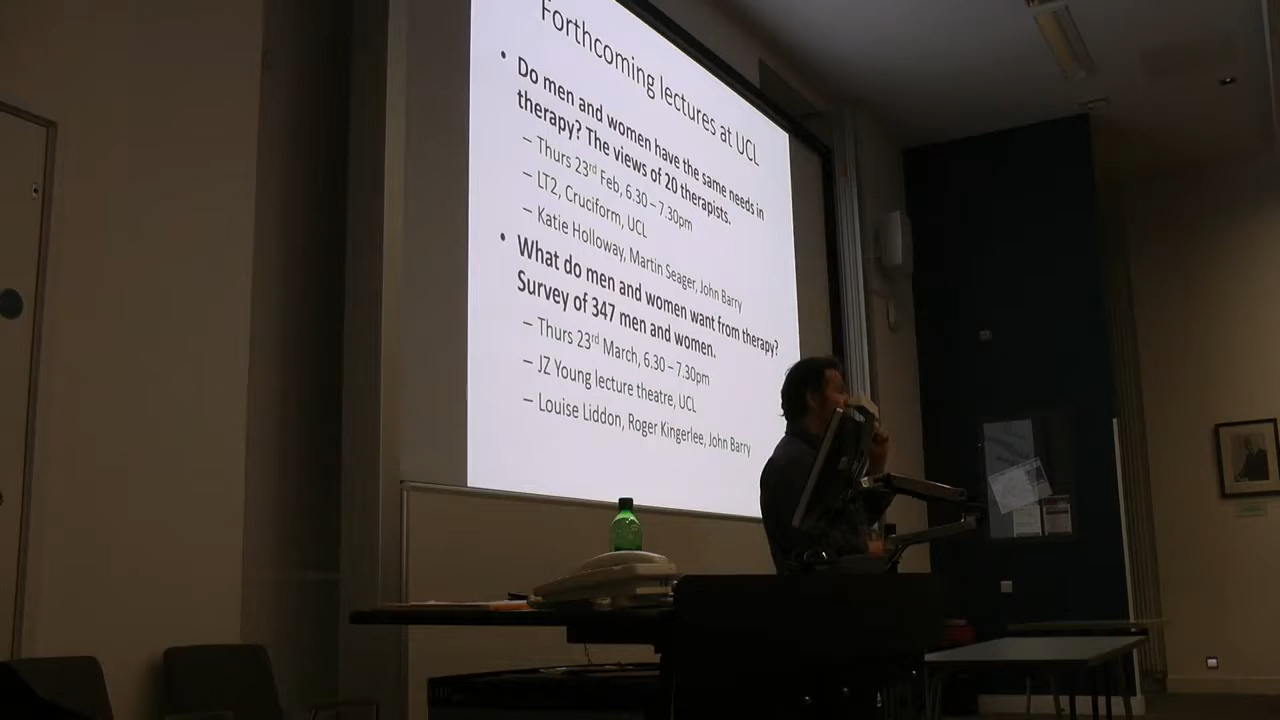 Forthcoming lectures at UCL
• Do men and women have the same needs in
therapy? The views of 20 therapists.
– Thurs 23rd Feb, 6.30 – 7.30pm
– LT2, Cruciform, UCL
– Katie Holloway, Martin Seager, John Barry
• What do men and women want from therapy?
Survey of 347 men and women.
– Thurs 23rd March, 6.30 – 7.30pm
– JZ Young lecture theatre, UCL
– Louise Liddon, Roger Kingerlee, John Barry